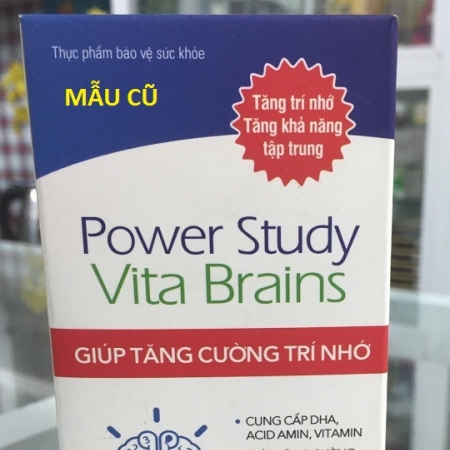 Thực phẩm bảo vệ sức khỏe
MẪU CŨ
Tăng trí nhớ
Tăng khả năng
tập trung
Power Study
Vita Brains
GIÚP TĂNG CƯỜNG TRÍ NHỚ
• CUNG CẤP DHA,
ACID AMIN, VITAMIN